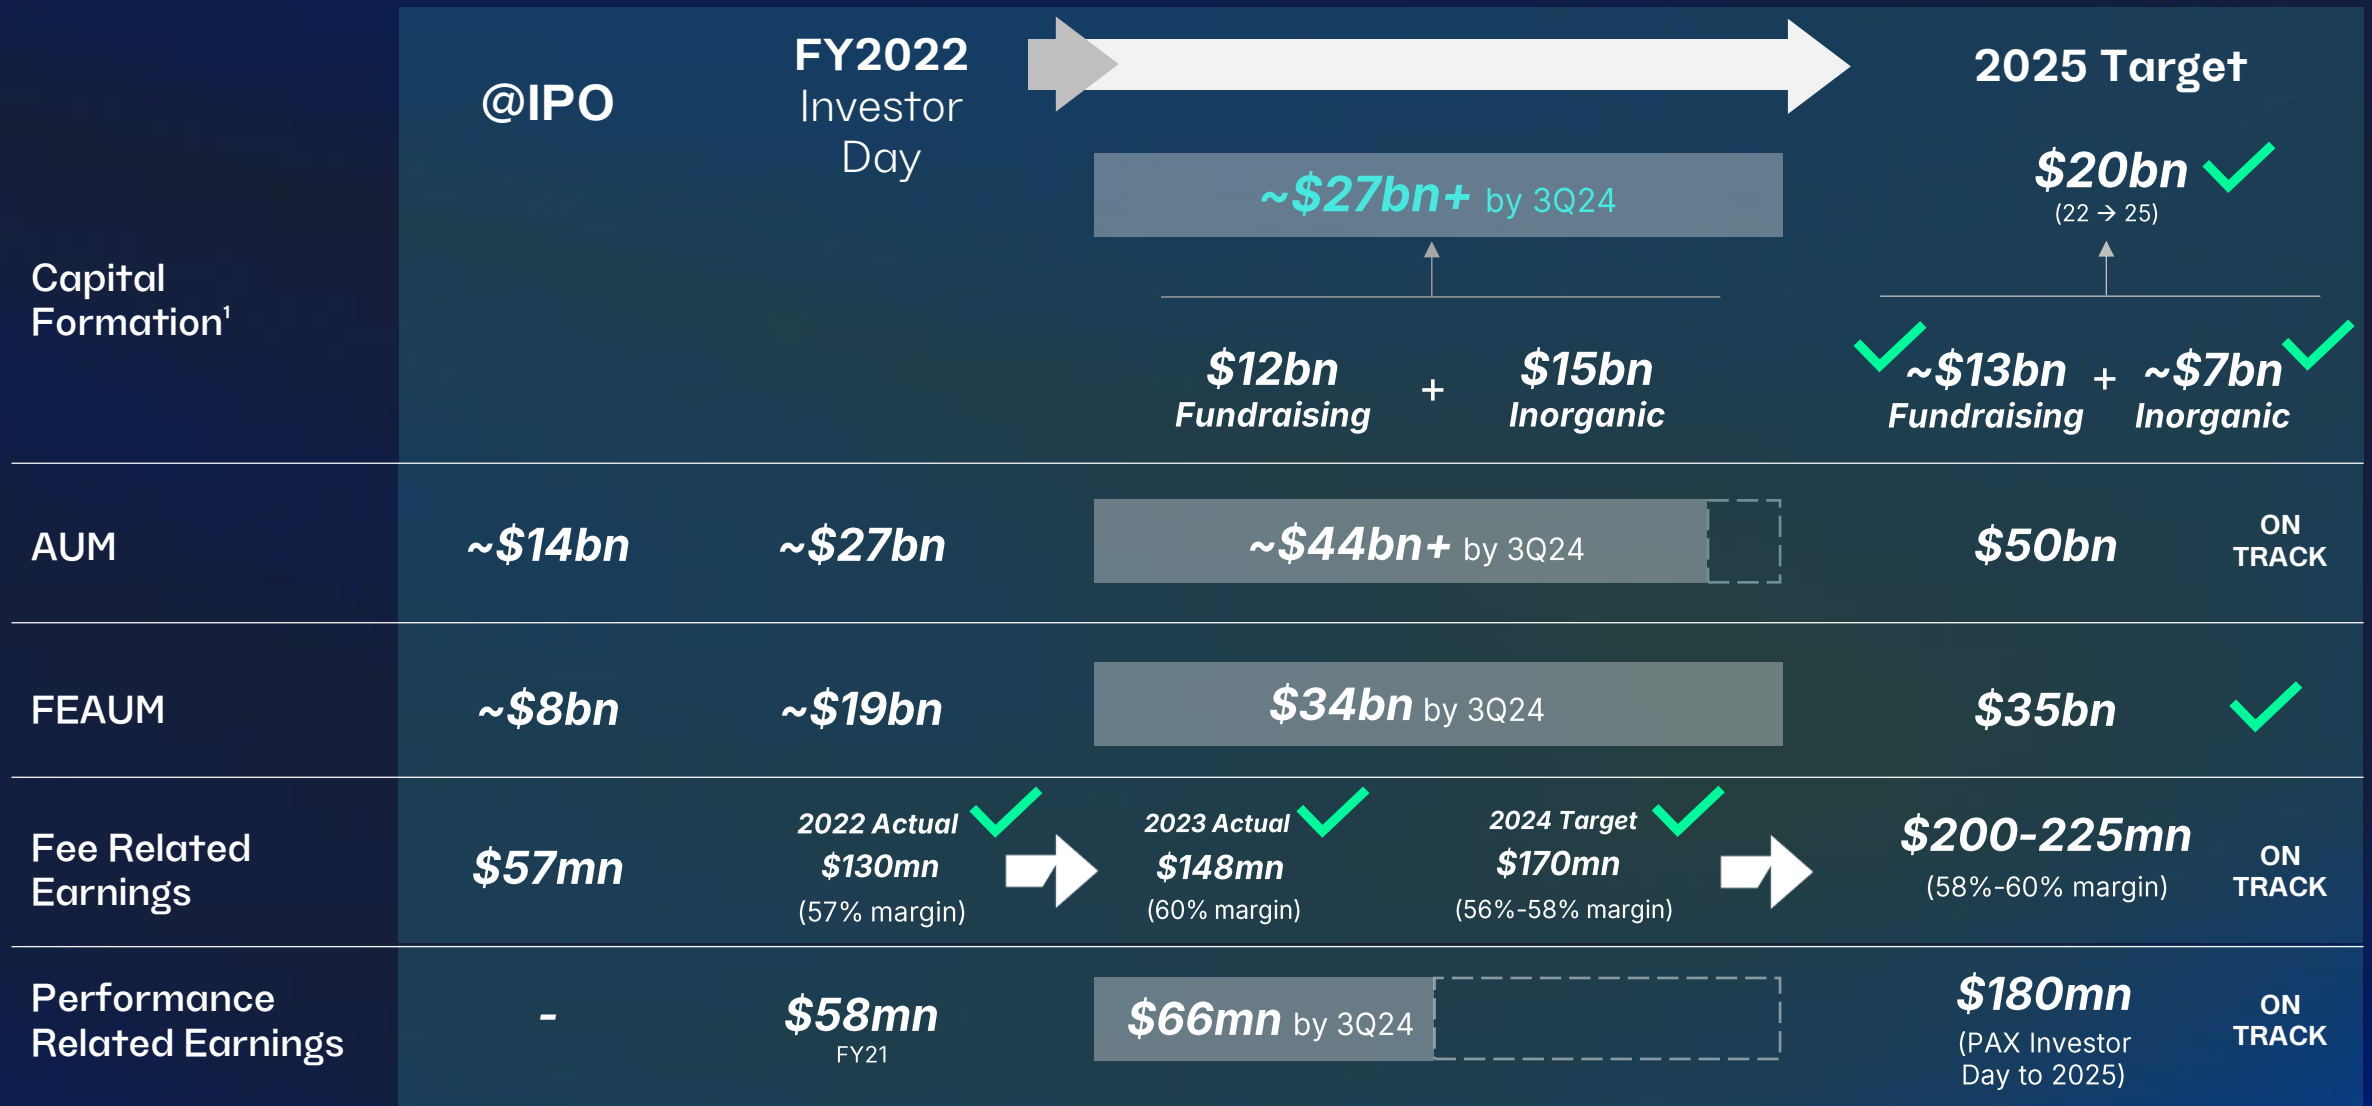 @IPO
FY2022
Investor
Day
2025 Target
Capital
Formation¹
~$27bn+ by 3Q24
$20bn
(22 → 25)
$12bn
Fundraising
+
$15bn
Inorganic
~$13bn
Fundraising
+
~$7bn
Inorganic
AUM
~$14bn
~$27bn
~$44bn+ by 3Q24
$50bn
ON
TRACK
FEAUM
~$8bn
~$19bn
$34bn by 3Q24
$35bn
Fee Related
Earnings
$57mn
2022 Actual
$130mn
(57% margin)
2023 Actual
$148mn
(60% margin)
2024 Target
$170mn
(56%-58% margin)
$200-225mn
(58%-60% margin)
ON
TRACK
Performance
Related Earnings
-
$58mn
FY21
$66mn by 3Q24
$180mn
(PAX Investor
Day to 2025)
ON
TRACK